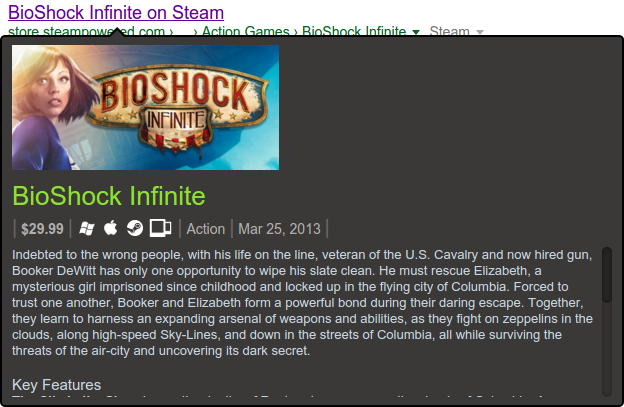 BioShock Infinite on Steam
store.steampowered.com › ... › Action Games › BioShock Infinite ▼ Steam ▼
BIOSHOCK
INFINITE
BioShock Infinite
| $29.99 | | Action | Mar 25, 2013 |
Indebted to the wrong people, with his life on the line, veteran of the U.S. Cavalry and now hired gun,
Booker DeWitt has only one opportunity to wipe his slate clean. He must rescue Elizabeth, a
mysterious girl imprisoned since childhood and locked up in the flying city of Columbia. Forced to
trust one another, Booker and Elizabeth form a powerful bond during their daring escape. Together,
they learn to harness an expanding arsenal of weapons and abilities, as they fight on zeppelins in the
clouds, along high-speed Sky-Lines, and down in the streets of Columbia, all while surviving the
threats of the air-city and uncovering its dark secret.
Key Features